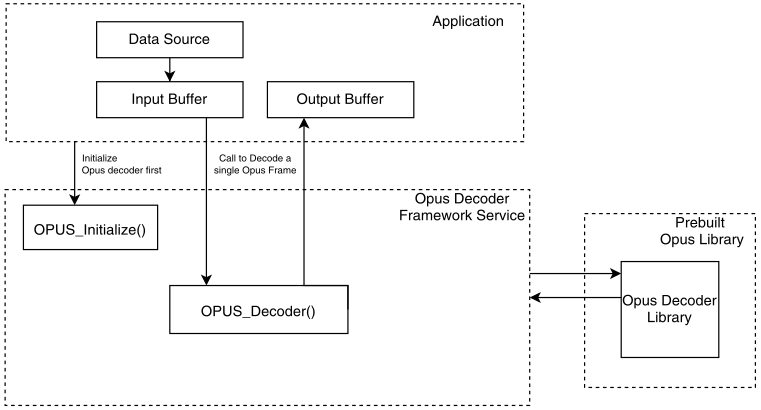 Application
Data Source
Input Buffer
Output Buffer
Initialize
Opus decoder first
Call to Decode a
single Opus Frame
Opus Decoder
Framework Service
OPUS_Initialize()
OPUS_Decoder()
Prebuilt
Opus Library
Opus Decoder
Library